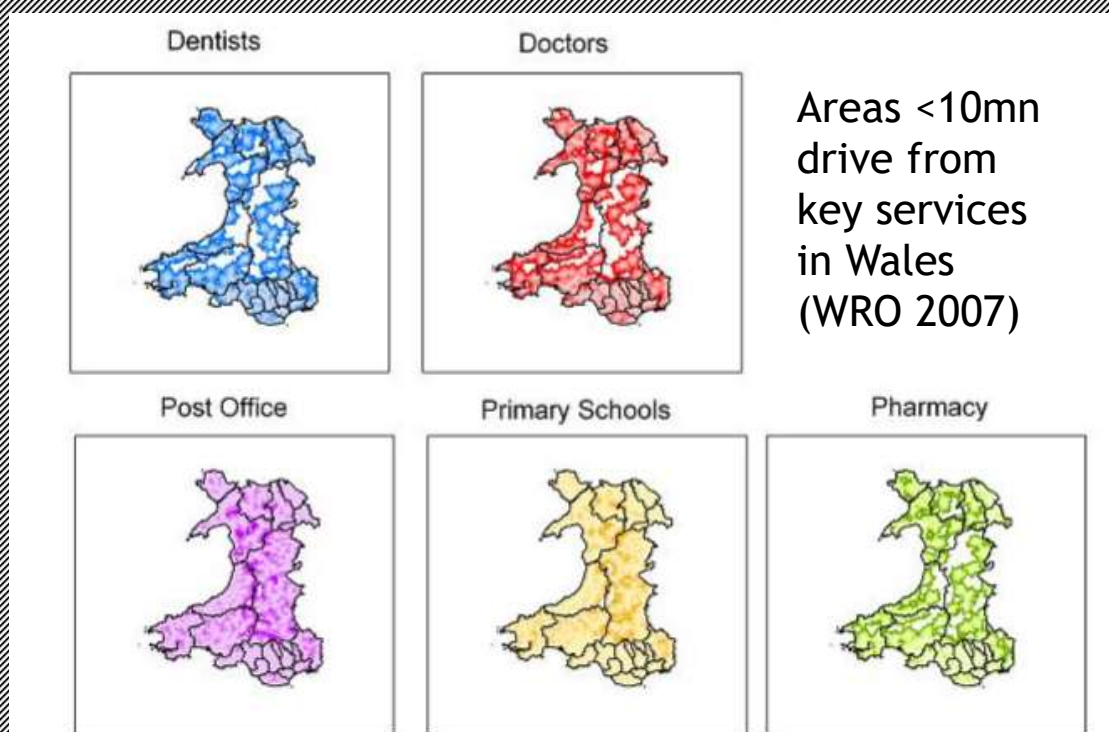 Dentists
Doctors
Areas <10mn
drive from
key services
in Wales
(WRO 2007)
Post Office
Primary Schools
Pharmacy